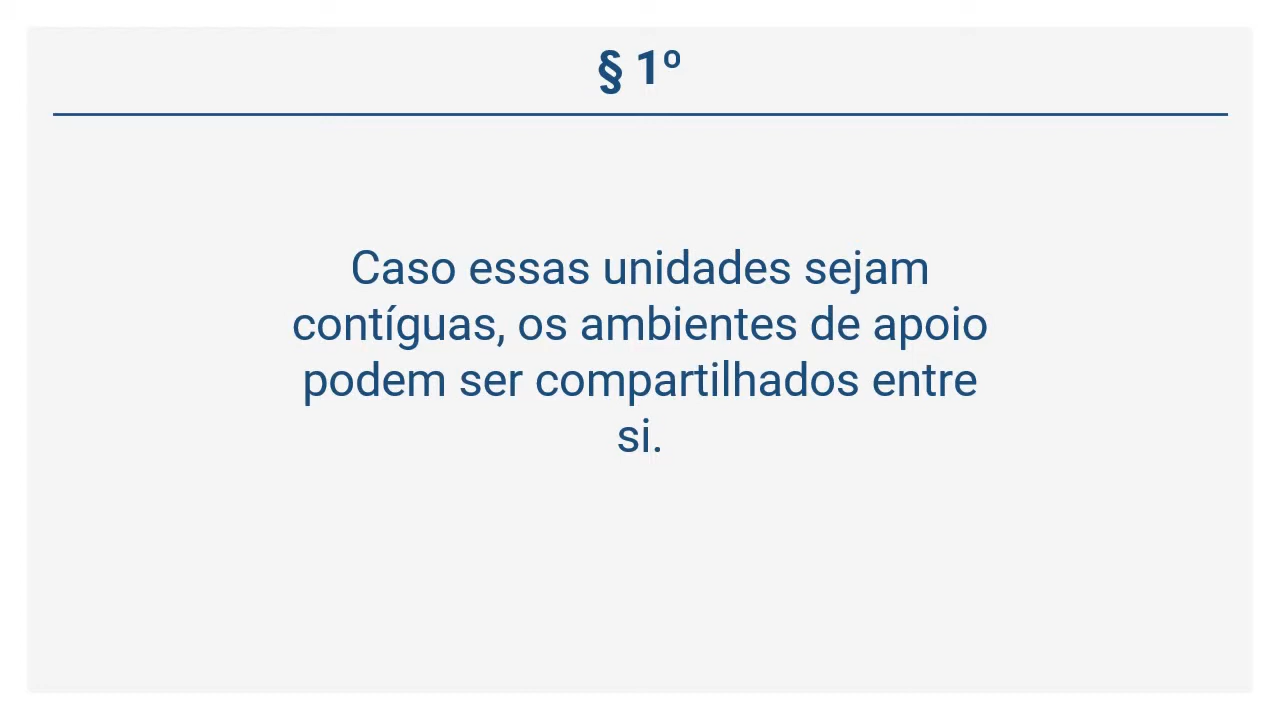 § 1º
Caso essas unidades sejam
contíguas, os ambientes de apoio
podem ser compartilhados entre
si.